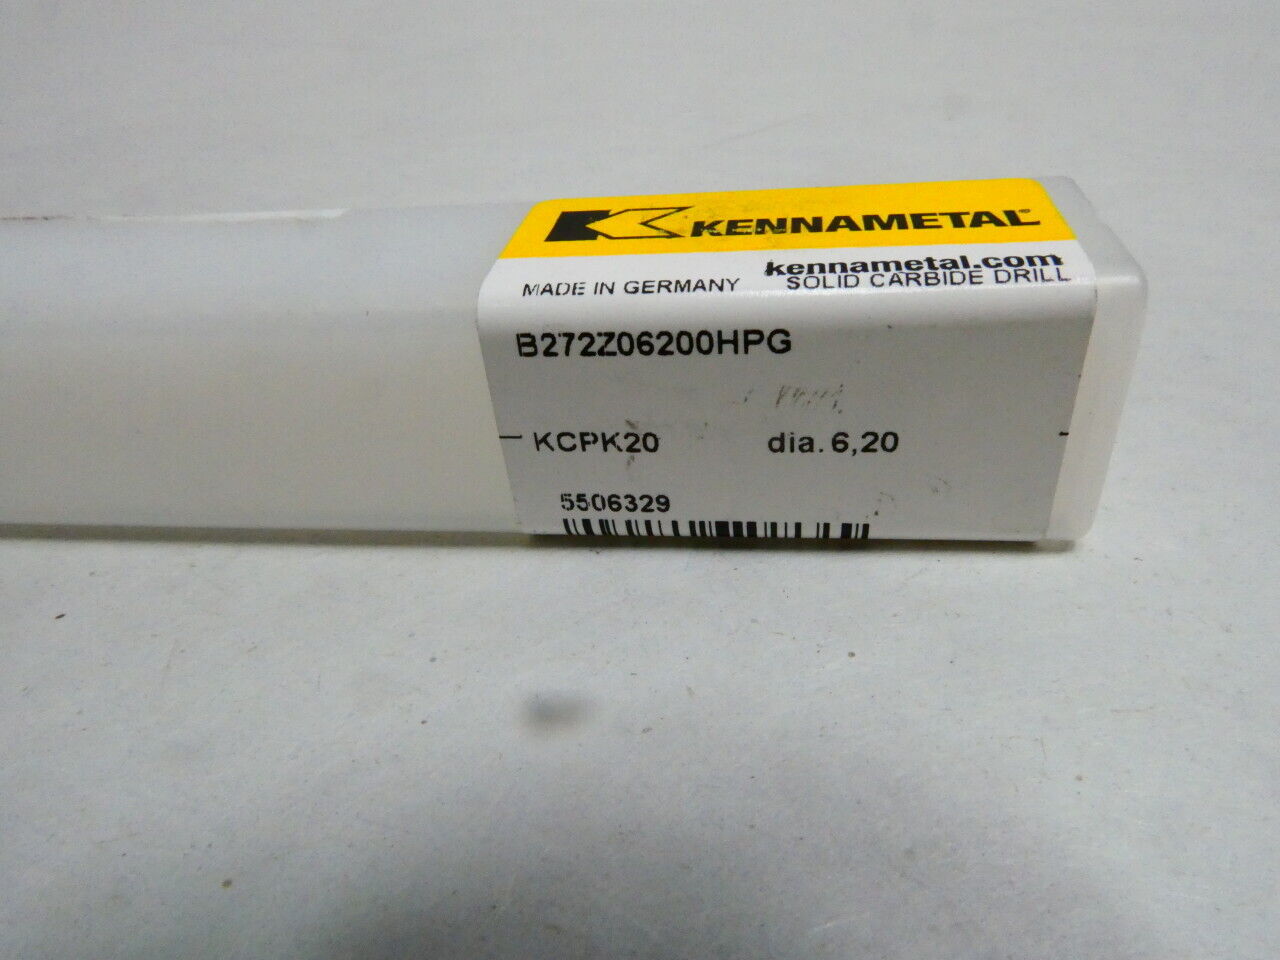 KENNAMETAL®
kennametal.com
MADE IN GERMANY SOLID CARBIDE DRILL
B272Z06200HPG
KCPK20 dia. 6,20
5506329